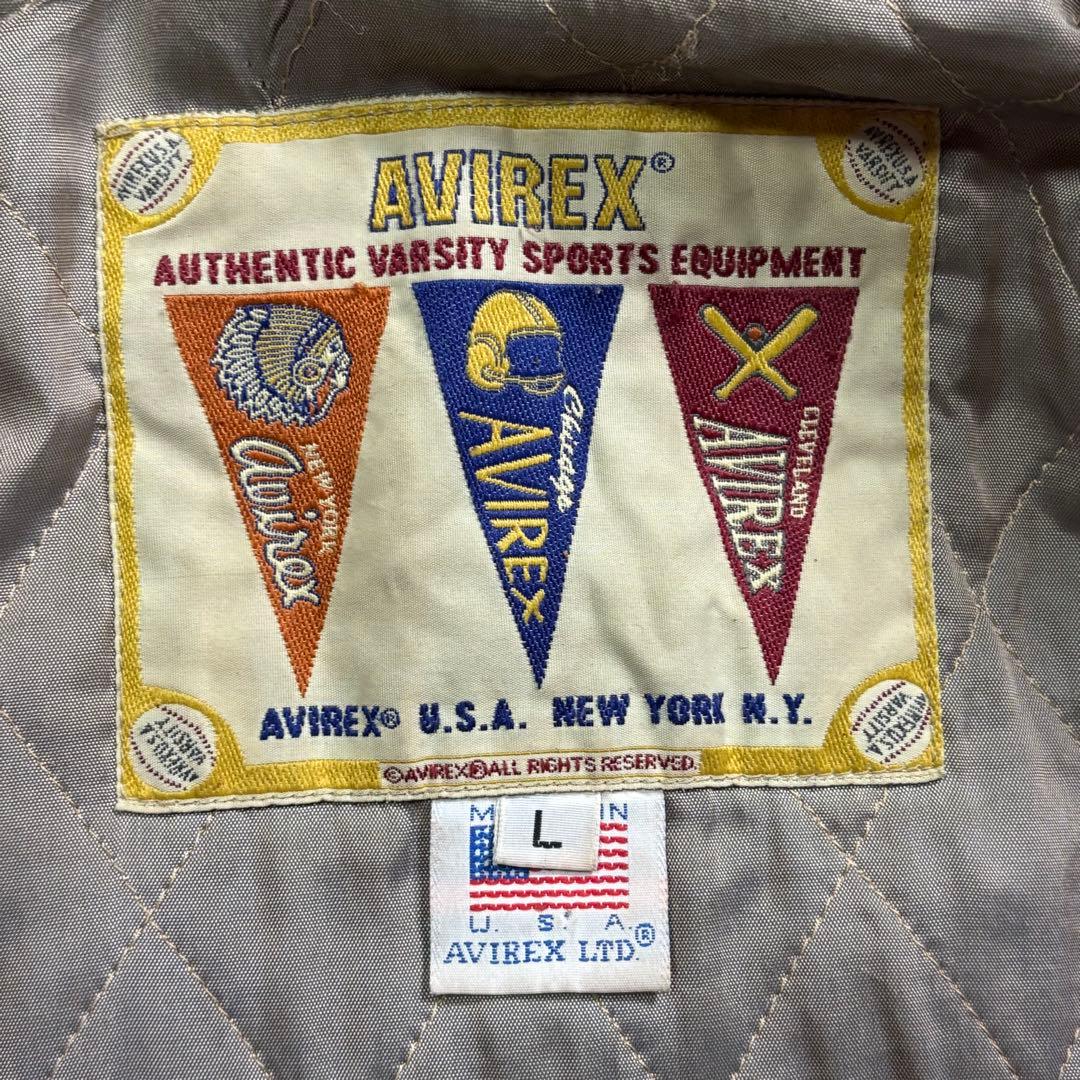 AVIREX®
AUTHENTIC VARSITY SPORTS EQUIPMENT
NEW YORK
Avirex
Chicago
AVIREX
CLEVELAND
AVIREX
AVIREX® U.S.A. NEW YORK N.Y.
©AVIREX®ALL RIGHTS RESERVED.
L
IN
U. S. A.
AVIREX LTD.®